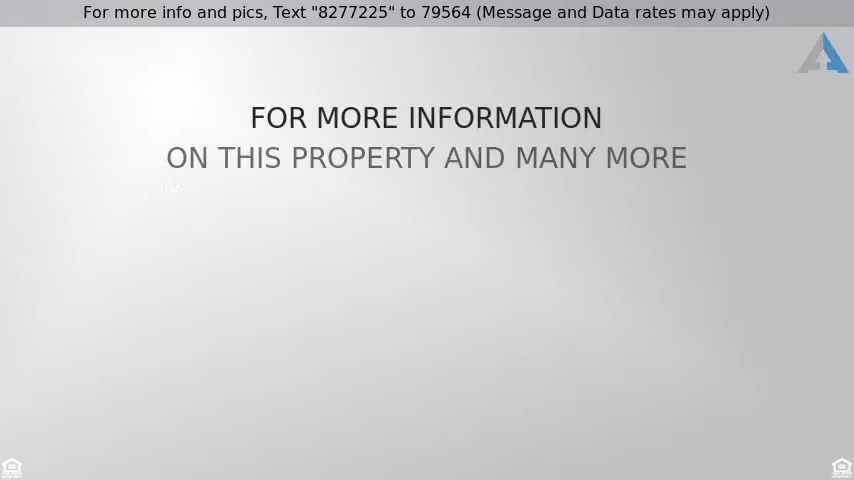 For more info and pics, Text "8277225" to 79564 (Message and Data rates may apply)
FOR MORE INFORMATION
ON THIS PROPERTY AND MANY MORE